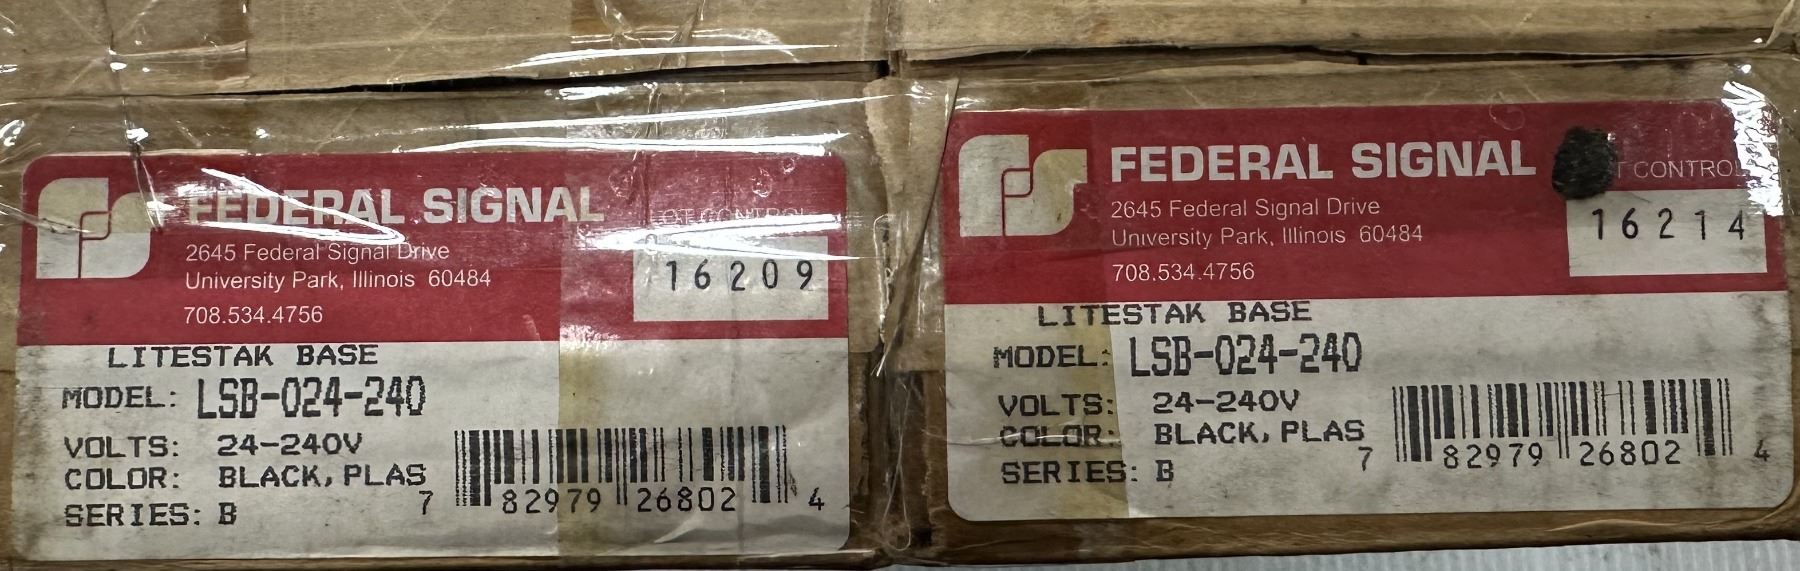 FEDERAL SIGNAL
2645 Federal Signal Drive
University Park, Illinois 60484
708.534.4756
LOT CONTROL
16209
LITESTAK BASE
MODEL: LSB-024-240
VOLTS: 24-240V
COLOR: BLACK, PLAS
SERIES: B
7 82979 26802 4
FEDERAL SIGNAL
2645 Federal Signal Drive
University Park, Illinois 60484
708.534.4756
T CONTROL
16214
LITESTAK BASE
MODEL: LSB-024-240
VOLTS: 24-240V
COLOR: BLACK, PLAS
SERIES: B
7 82979 26802 4